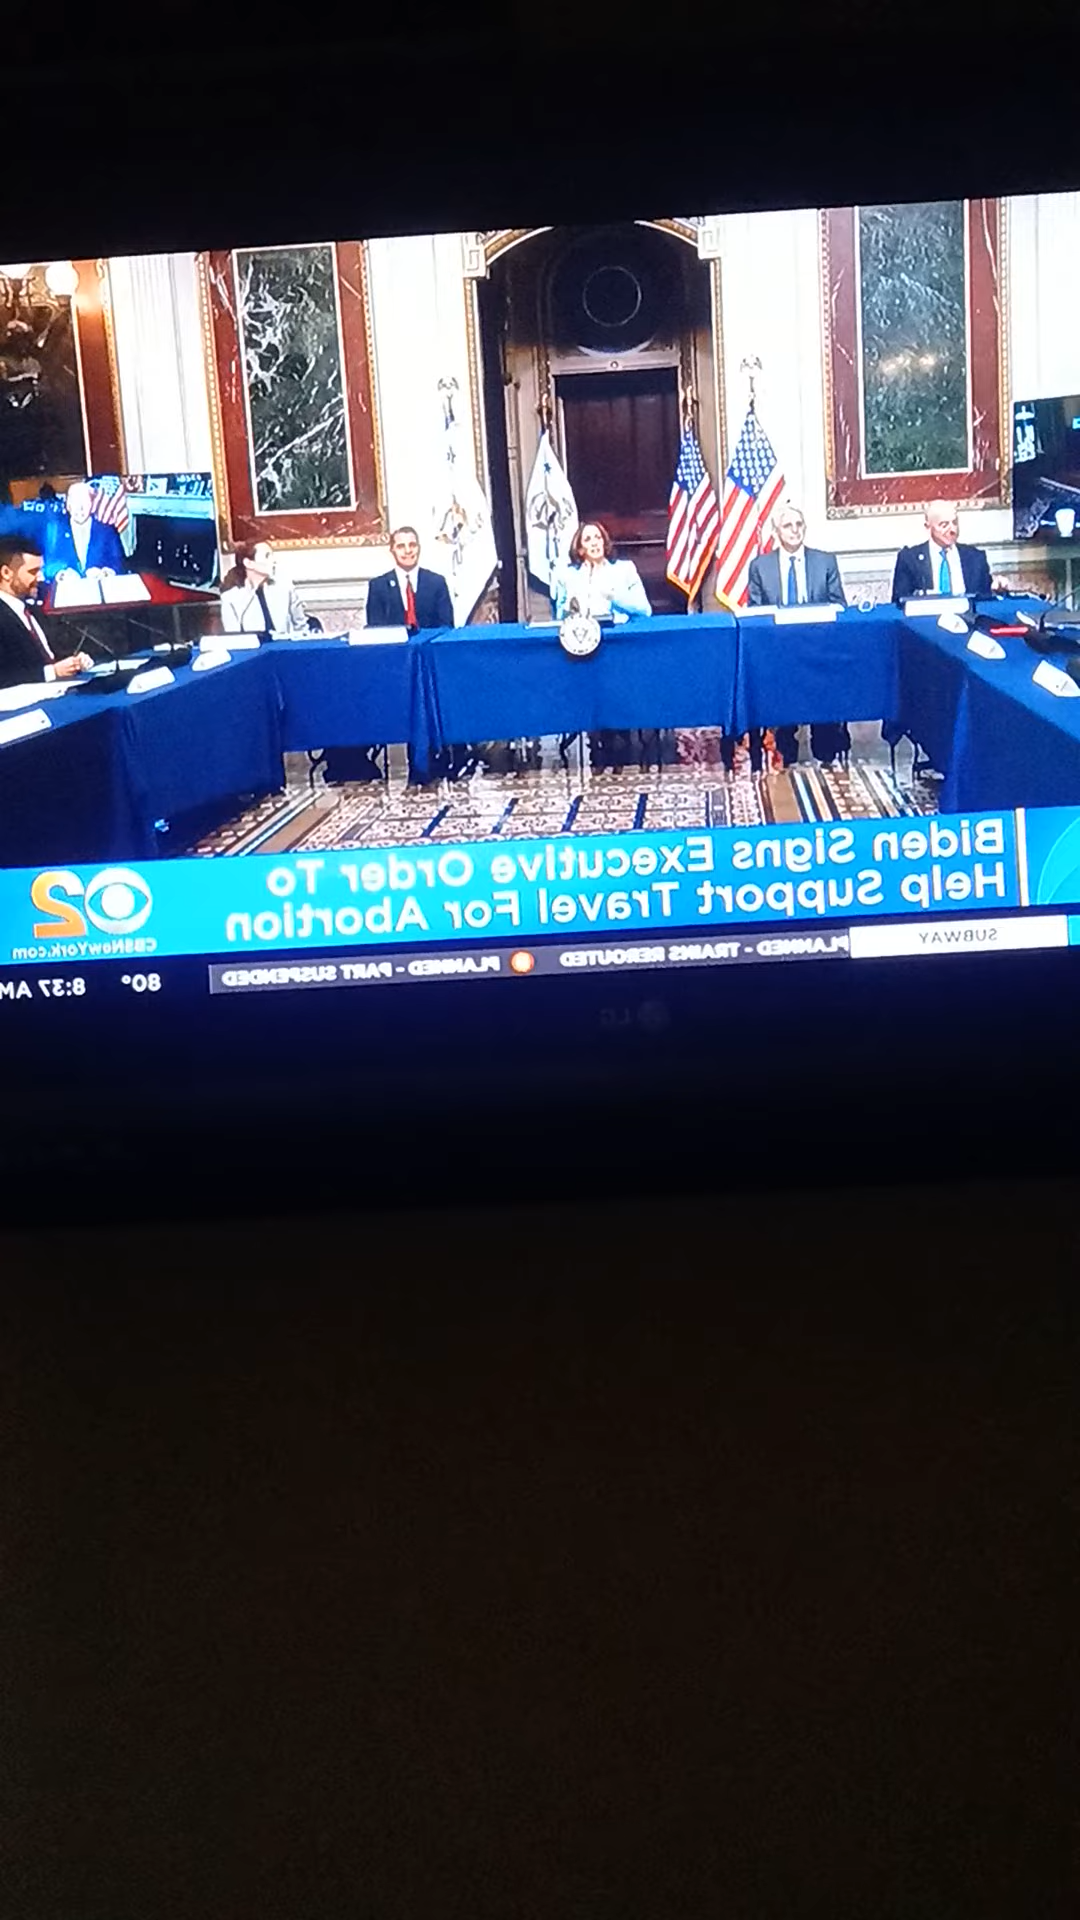 Biden Signs Executive Order To
Help Support Travel For Abortion
2
CBSNewYork.com
SUBWAY
PLANNED - TRAINS REROUTED
PLANNED - PART SUSPENDED
80°
8:37 AM
LG